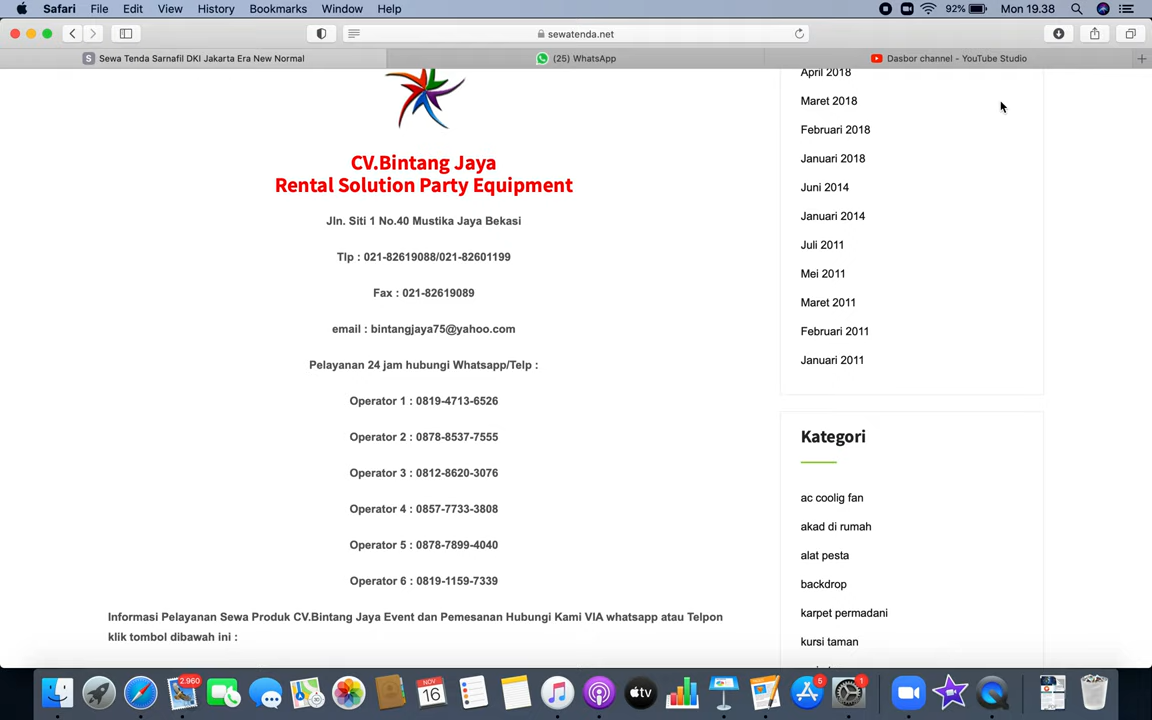 Safari File Edit View History Bookmarks Window Help 92% Mon 19.38
sewatenda.net
S Sewa Tenda Sarnafil DKI Jakarta Era New Normal
(25) WhatsApp
Dasbor channel - YouTube Studio
CV.Bintang Jaya
Rental Solution Party Equipment
Jln. Siti 1 No.40 Mustika Jaya Bekasi
Tlp : 021-82619088/021-82601199
Fax : 021-82619089
email : bintangjaya75@yahoo.com
Pelayanan 24 jam hubungi Whatsapp/Telp :
Operator 1 : 0819-4713-6526
Operator 2 : 0878-8537-7555
Operator 3 : 0812-8620-3076
Operator 4 : 0857-7733-3808
Operator 5 : 0878-7899-4040
Operator 6 : 0819-1159-7339
Informasi Pelayanan Sewa Produk CV.Bintang Jaya Event dan Pemesanan Hubungi Kami VIA whatsapp atau Telpon
klik tombol dibawah ini :
April 2018
Maret 2018
Februari 2018
Januari 2018
Juni 2014
Januari 2014
Juli 2011
Mei 2011
Maret 2011
Februari 2011
Januari 2011
Kategori
ac coolig fan
akad di rumah
alat pesta
backdrop
karpet permadani
kursi taman
2.960
NOV
16
tv
5
1